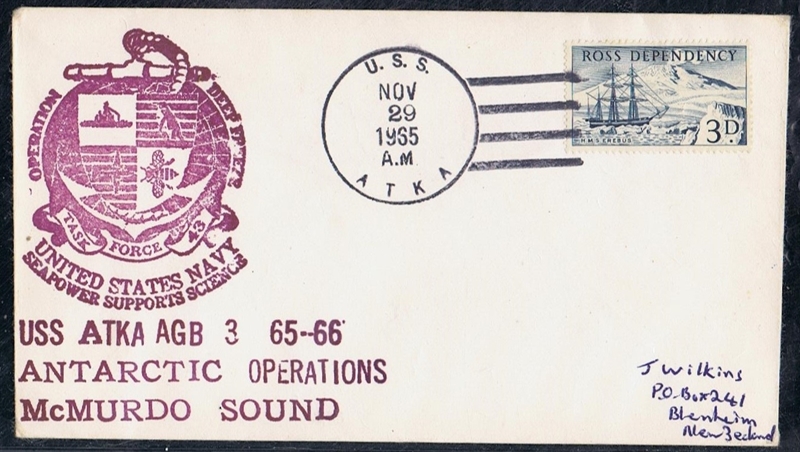 OPERATION
DEEP FREEZE
TASK FORCE 43
UNITED STATES NAVY
SEAPOWER SUPPORTS SCIENCE
USS ATKA AGB 3 65--66
ANTARCTIC OPERATIONS
McMURDO SOUND
U. S. S.
NOV
29
1965
A.M
ATKA
ROSS DEPENDENCY
3D.
H.M.S EREBUS
J Wilkins
P.O. Box 241
Blenheim
New Zealand